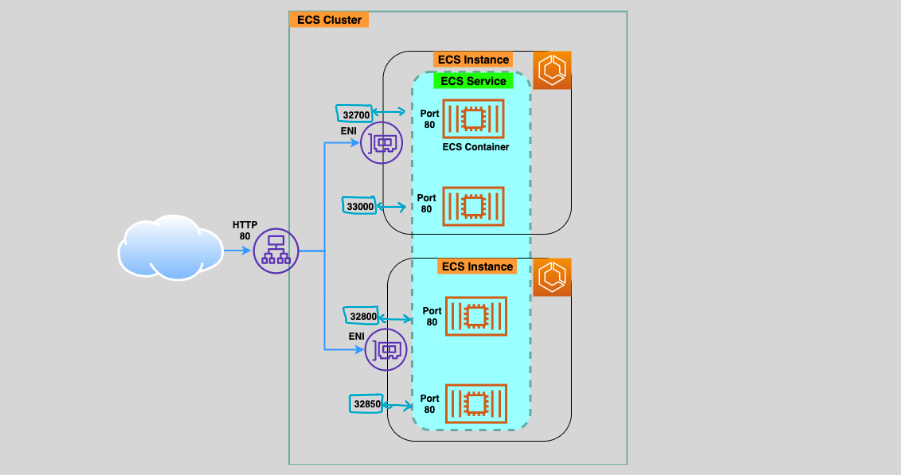 ECS Cluster
ECS Instance
ECS Service
32700
Port
80
ENI
ECS Container
33000
Port
80
HTTP
80
ECS Instance
32800
Port
80
ENI
32850
Port
80